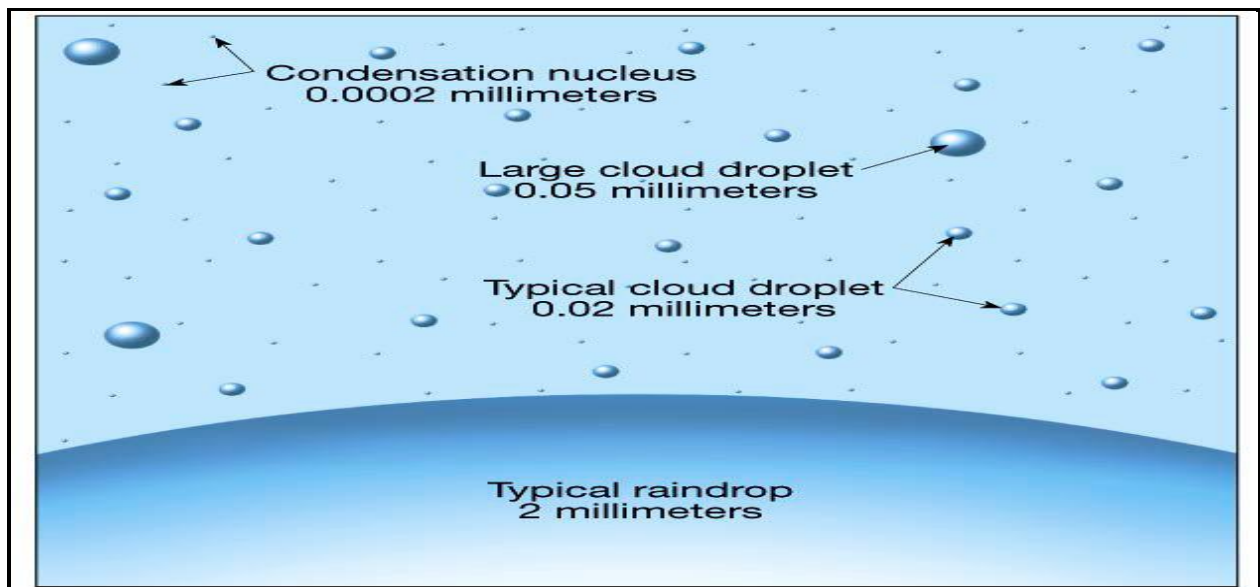 Condensation nucleus
0.0002 millimeters
Large cloud droplet
0.05 millimeters
Typical cloud droplet
0.02 millimeters
Typical raindrop
2 millimeters